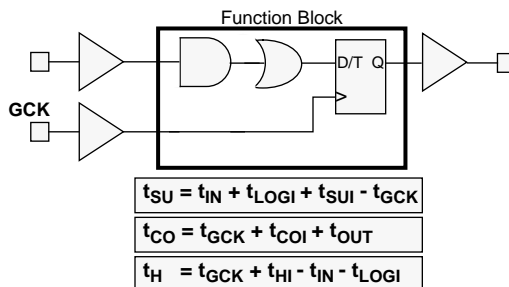 Function Block
D/T Q
GCK
tSU = tIN + tLOGI + tSUI - tGCK
tCO = tGCK + tCOI + tOUT
tH = tGCK + tHI - tIN - tLOGI